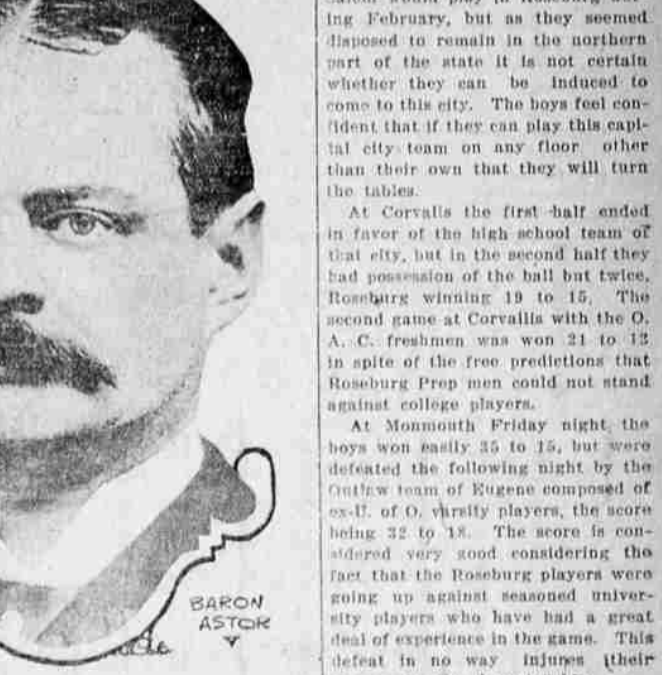 BARON
ASTOR
ing February, but as they seemed
disposed to remain in the northern
part of the state it is not certain
whether they can be induced to
come to this city. The boys feel con-
fident that if they can play this capi-
tal city team on any floor other
than their own that they will turn
the tables.
At Corvalis the first half ended
in favor of the high school team of
that city, but in the second half they
had possession of the ball but twice,
Roseburg winning 19 to 15. The
second game at Corvallis with the O.
A. C. freshmen was won 21 to 13
in spite of the free predictions that
Roseburg Prep men could not stand
against college players.
At Monmouth Friday night, the
boys won easily 35 to 15, but were
defeated the following night by the
Outlaw team of Eugene composed of
ex-U. of O. varsity players, the score
being 32 to 18. The score is con-
sidered very good considering the
fact that the Roseburg players were
going up against seasoned univer-
sity players who have had a great
deal of experience in the game. This
defeat in no way injures their